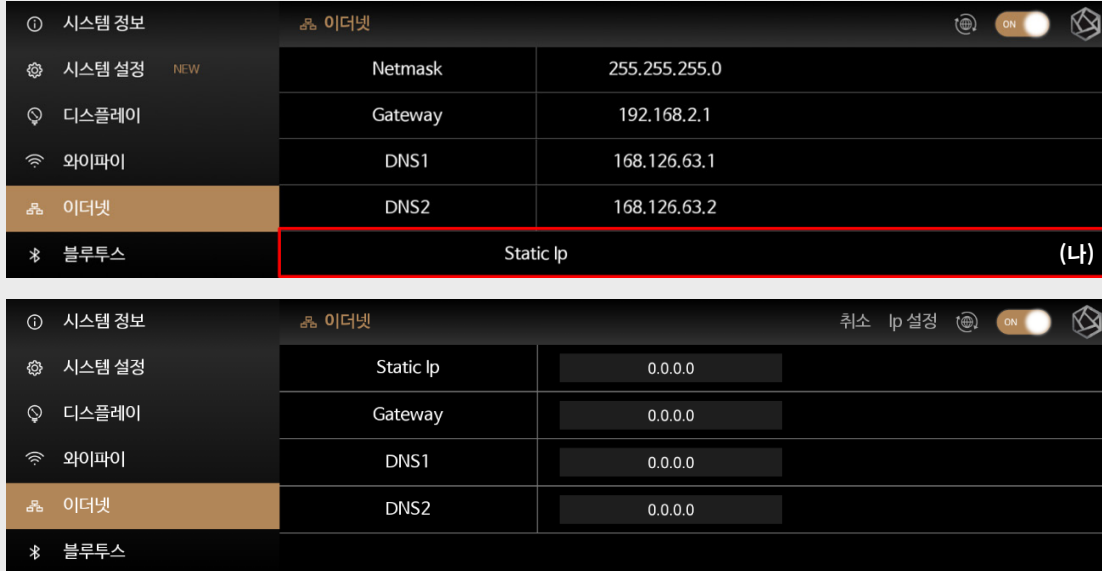 시스템 정보
이더넷
ON
시스템 설정 NEW
Netmask 255.255.255.0
디스플레이
Gateway 192.168.2.1
와이파이
DNS1 168.126.63.1
이더넷
DNS2 168.126.63.2
블루투스
Static Ip (나)
시스템 정보
이더넷 취소 Ip 설정 ON
시스템 설정
Static Ip 0.0.0.0
디스플레이
Gateway 0.0.0.0
와이파이
DNS1 0.0.0.0
이더넷
DNS2 0.0.0.0
블루투스